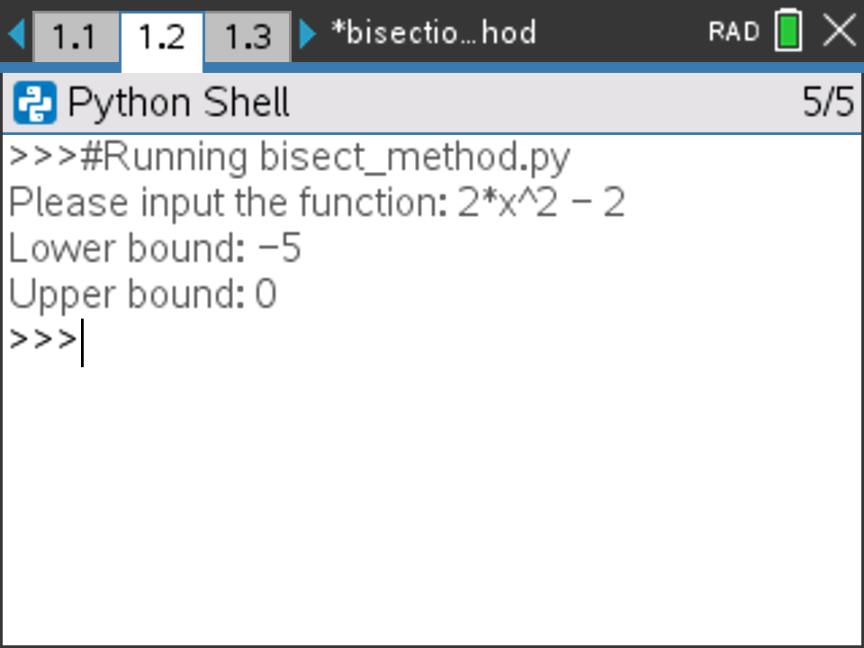 1.1 1.2 1.3 *bisectio…hod RAD
Python Shell 5/5
>>>#Running bisect_method.py
Please input the function: 2*x^2 − 2
Lower bound: −5
Upper bound: 0
>>>